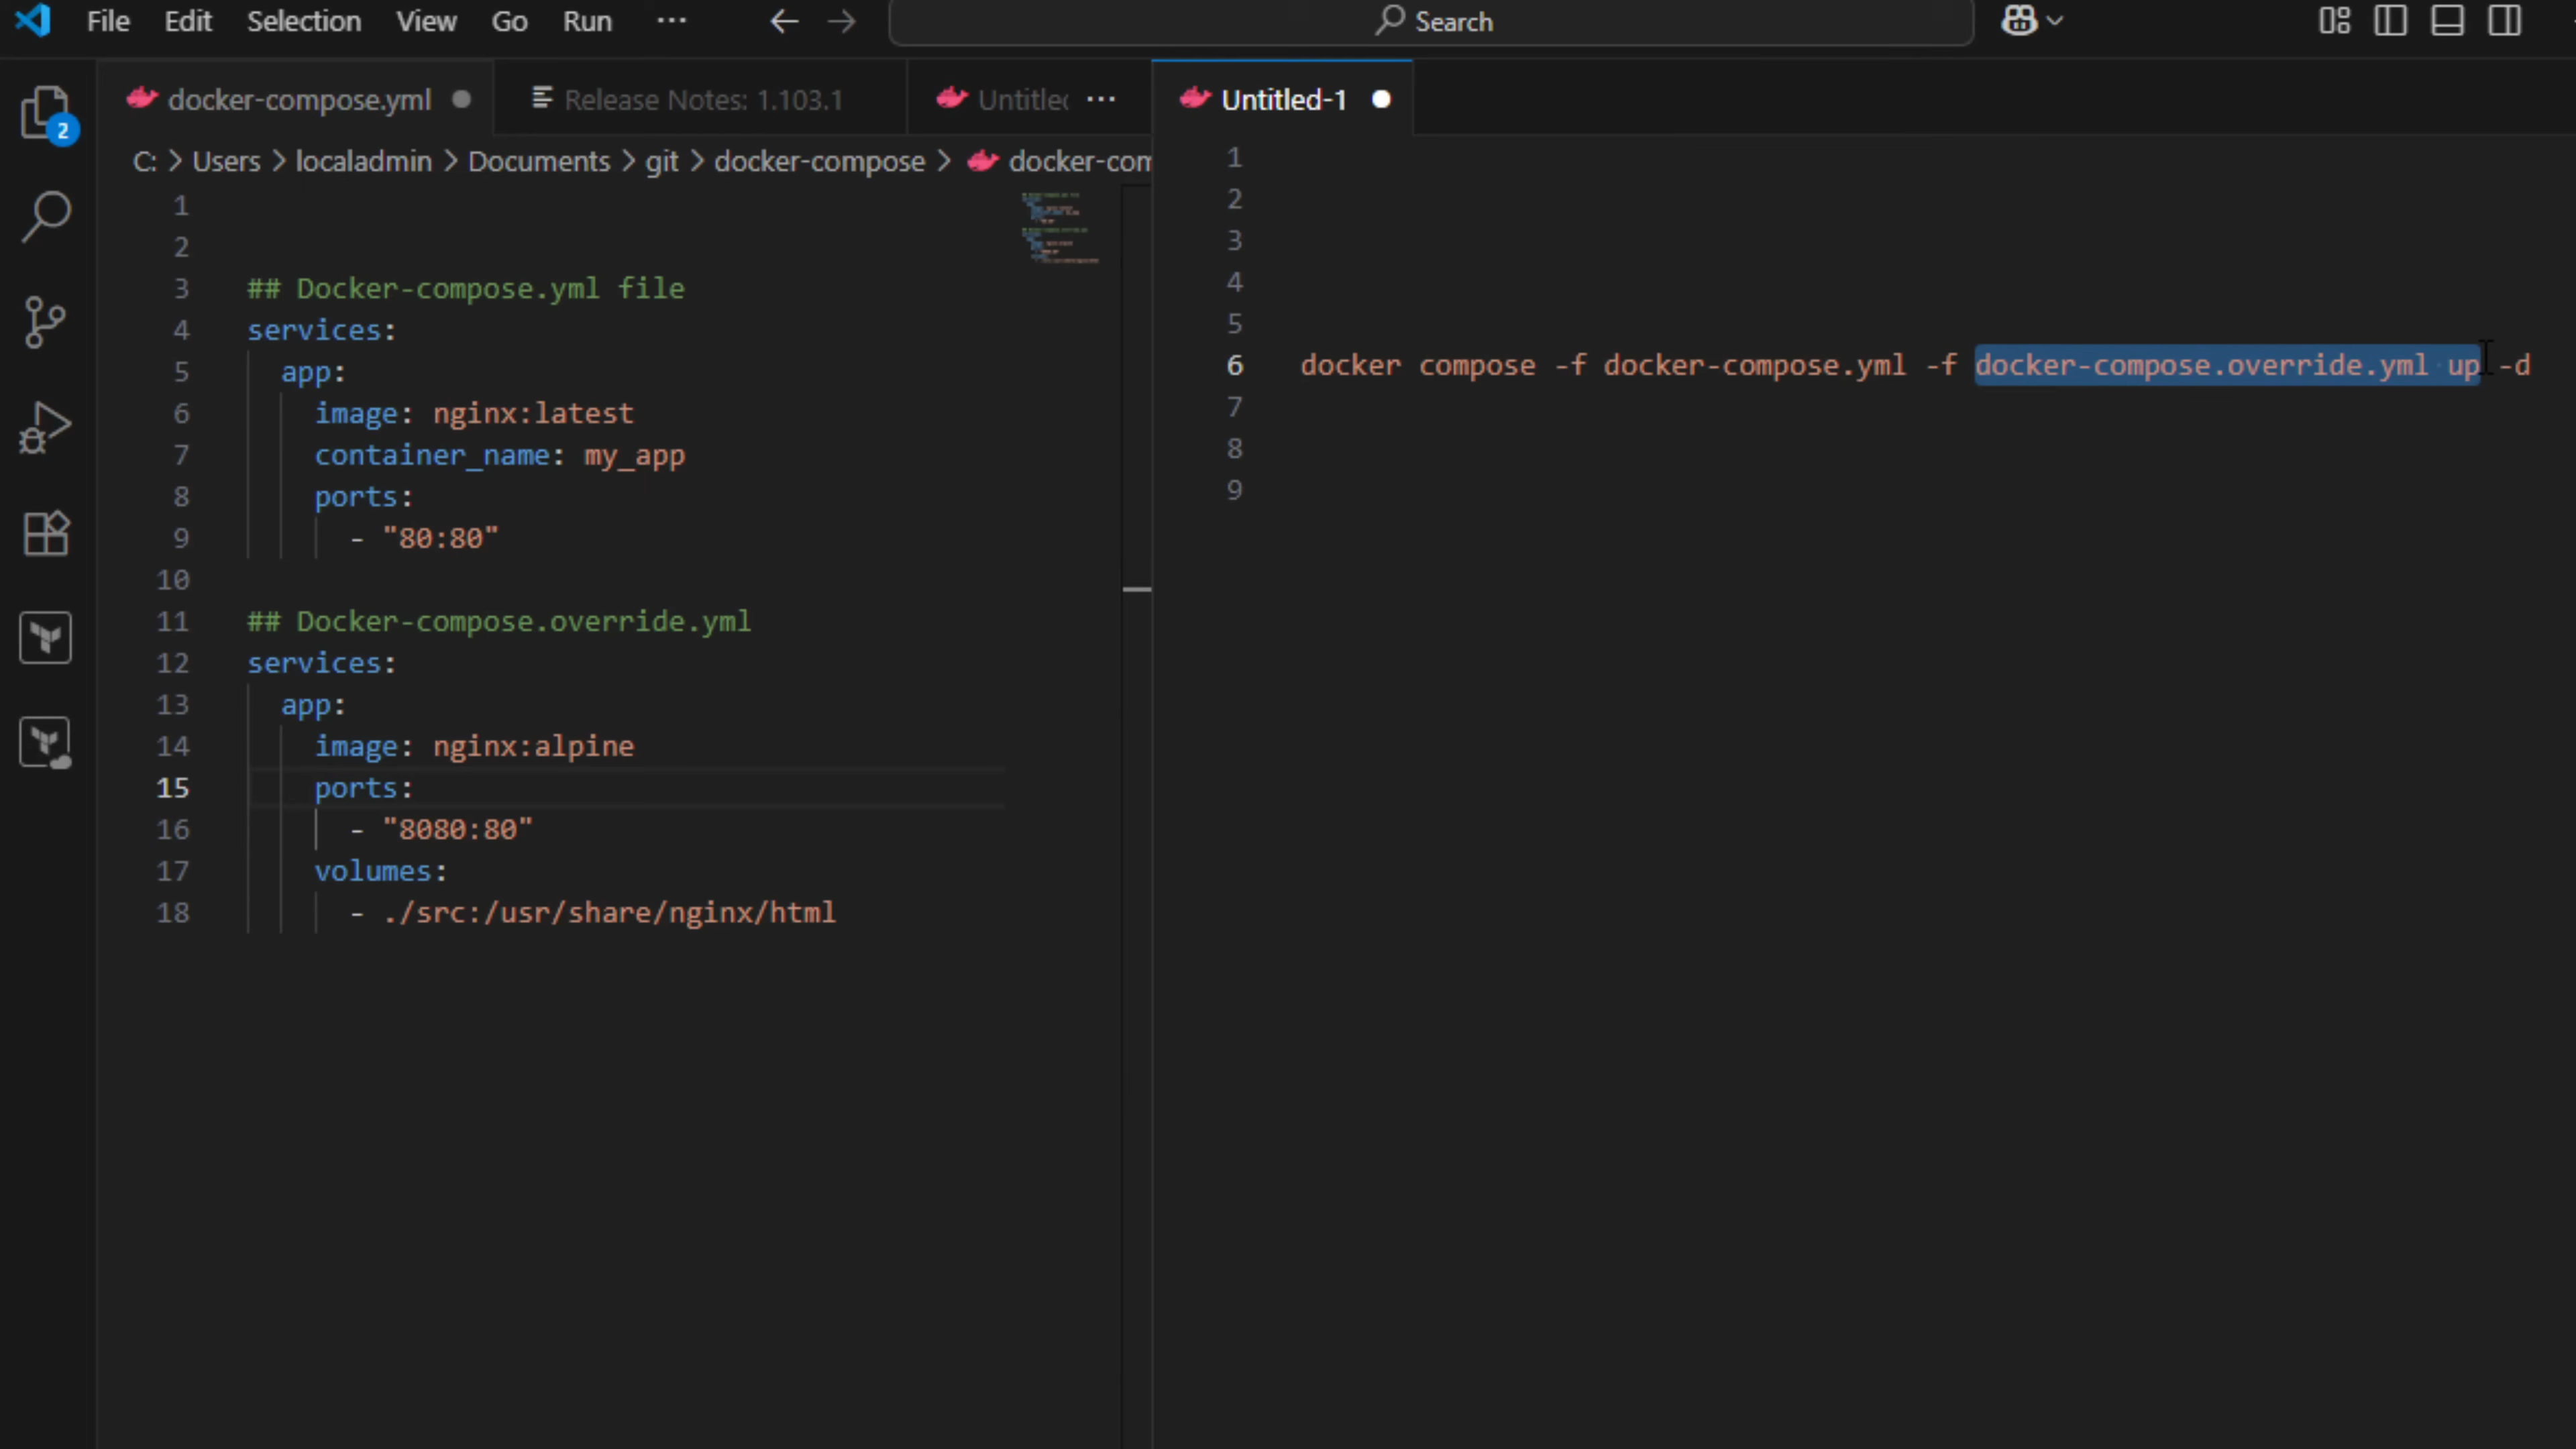 File Edit Selection View Go Run ··· Search
docker-compose.yml Release Notes: 1.103.1 Untitled ··· Untitled-1
2
C: > Users > localadmin > Documents > git > docker-compose > docker-com
1
2
3 ## Docker-compose.yml file
4 services:
5 app:
6 image: nginx:latest
7 container_name: my_app
8 ports:
9 - "80:80"
10
11 ## Docker-compose.override.yml
12 services:
13 app:
14 image: nginx:alpine
15 ports:
16 - "8080:80"
17 volumes:
18 - ./src:/usr/share/nginx/html
1
2
3
4
5
6 docker compose -f docker-compose.yml -f docker-compose.override.yml up -d
7
8
9